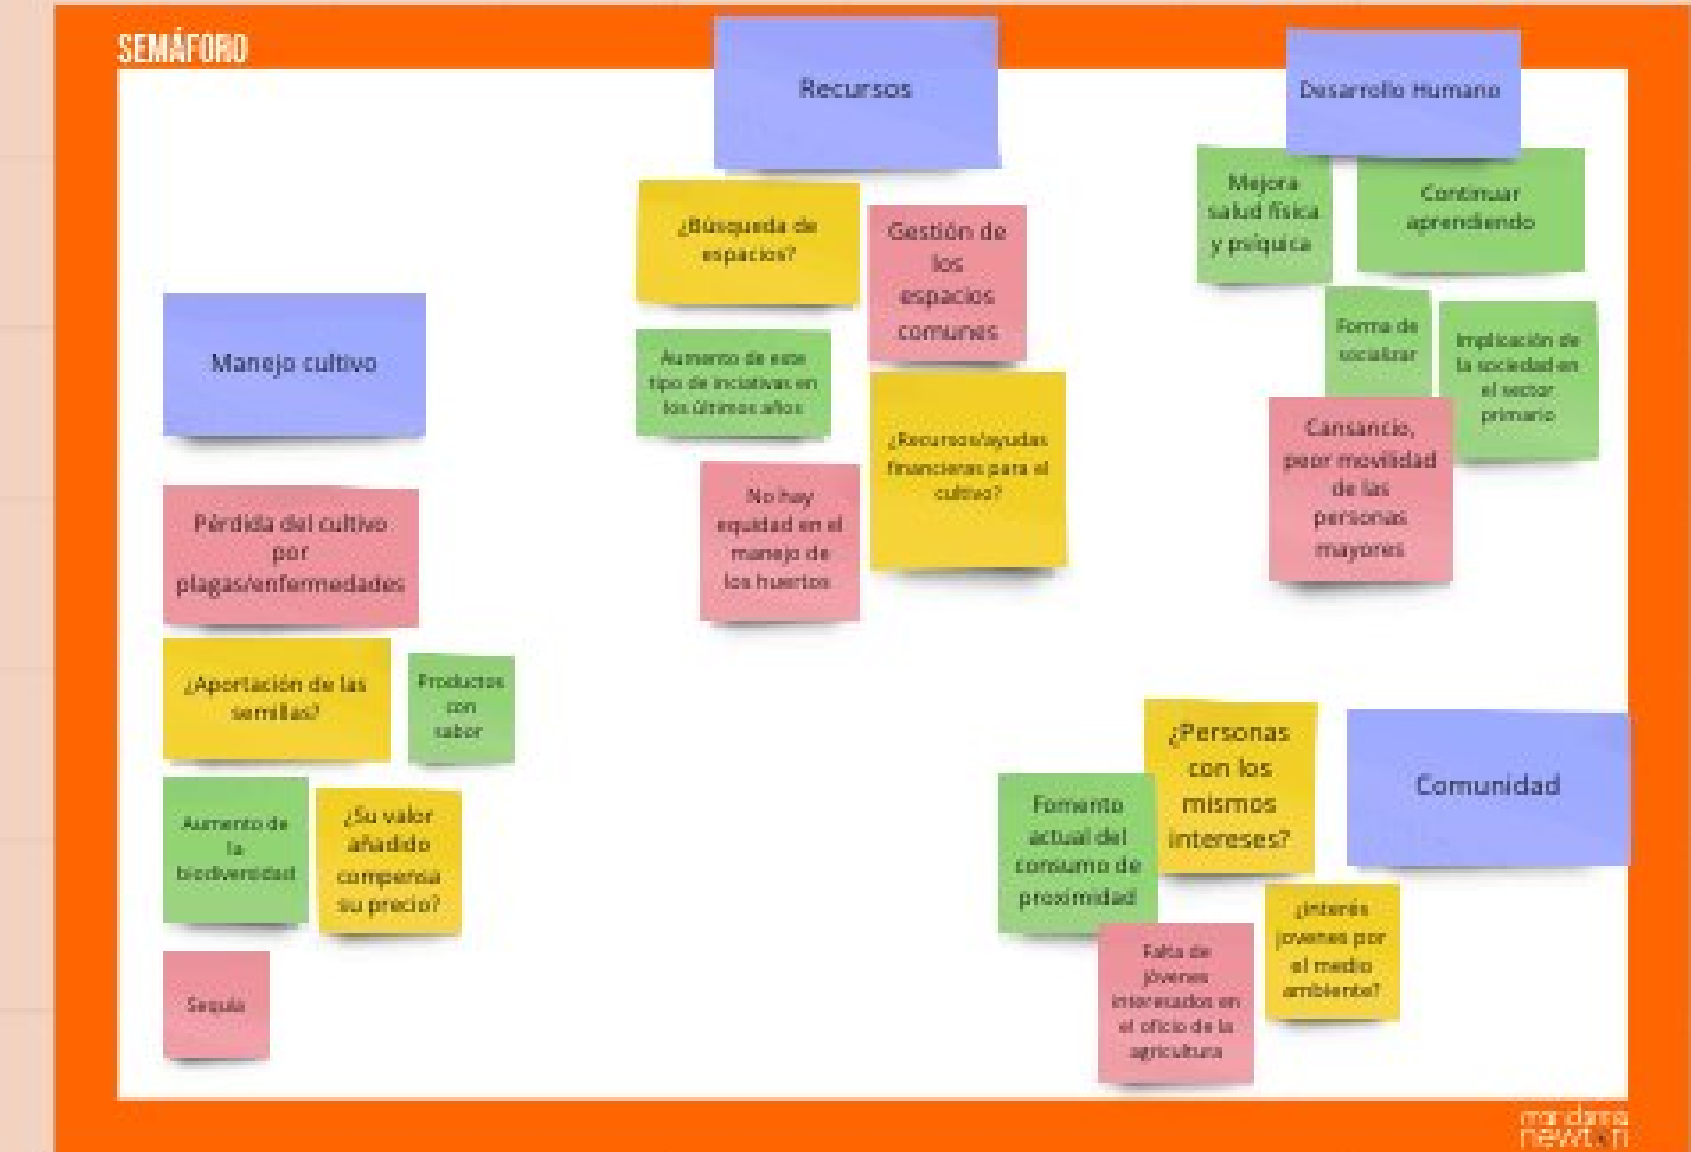 SEMÁFORO
Manejo cultivo
Pérdida del cultivo
por
plagas/enfermedades
¿Aportación de las
semillas?
Productos
con
sabor
Aumento de
la
biodiversidad
¿Su valor
añadido
compensa
su precio?
Sequía
Recursos
¿Búsqueda de
espacios?
Gestión de
los
espacios
comunes
Aumento de este
tipo de inciativas en
los últimos años
¿Recursos/ayudas
financieras para el
cultivo?
No hay
equidad en el
manejo de
los huertos
Desarrollo Humano
Mejora
salud física
y psíquica
Continuar
aprendiendo
Forma de
socializar
Implicación de
la sociedad en
el sector
primario
Cansancio,
peor movilidad
de las
personas
mayores
Comunidad
¿Personas
con los
mismos
intereses?
Fomento
actual del
consumo de
proximidad
¿Interés
jovenes por
el medio
ambiente?
Falta de
jóvenes
interesados en
el oficio de la
agricultura
newton